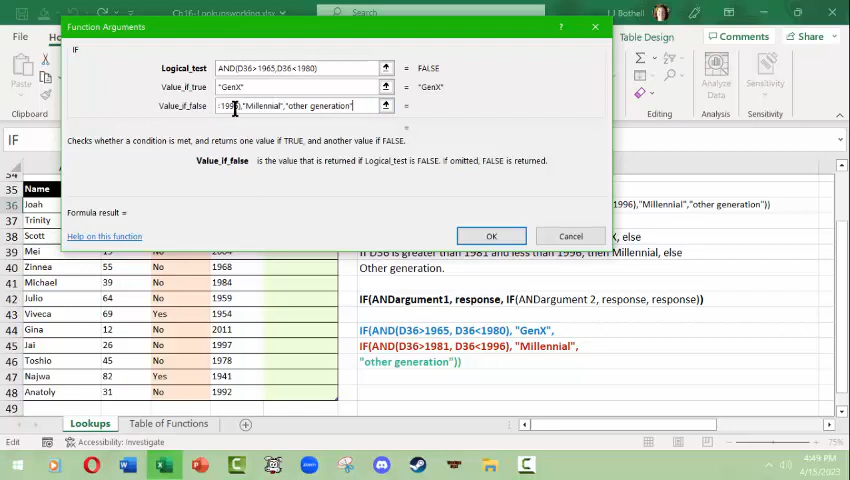 Ch16-Lookupsworking.xlsx
Search
J J Bothell
Function Arguments
?
File
Table Design
Comments
Share
IF
Logical_test
AND(D36>1965,D36<1980)
= FALSE
Value_if_true
"GenX"
= "GenX"
Value_if_false
"Millennial","other generation"
=
=
Paste
Clipboard
Editing
Checks whether a condition is met, and returns one value if TRUE, and another value if FALSE.
Value_if_false is the value that is returned if Logical_test is FALSE. If omitted, FALSE is returned.
Formula result =
Help on this function
OK
Cancel
IF
35 Name
36 Joah
1996),"Millennial","other generation"))
37 Trinity
38 Scott
X, else
39 Mei
No
If D36 is greater than 1981 and less than 1996, then Millennial, else
40 Zinnea 55 No 1968
Other generation.
41 Michael 39 No 1984
42 Julio 64 No 1959
IF(ANDargument1, response, IF(ANDargument 2, response, response))
43 Viveca 69 Yes 1954
44 Gina 12 No 2011
IF(AND(D36>1965, D36<1980), "GenX",
45 Jai 26 No 1997
IF(AND(D36>1981, D36<1996), "Millennial",
46 Toshio 45 No 1978
"other generation"))
47 Najwa 82 Yes 1941
48 Anatoly 31 No 1992
49
Lookups
Table of Functions
Edit
Accessibility: Investigate
75%
4:49 PM
4/15/2023